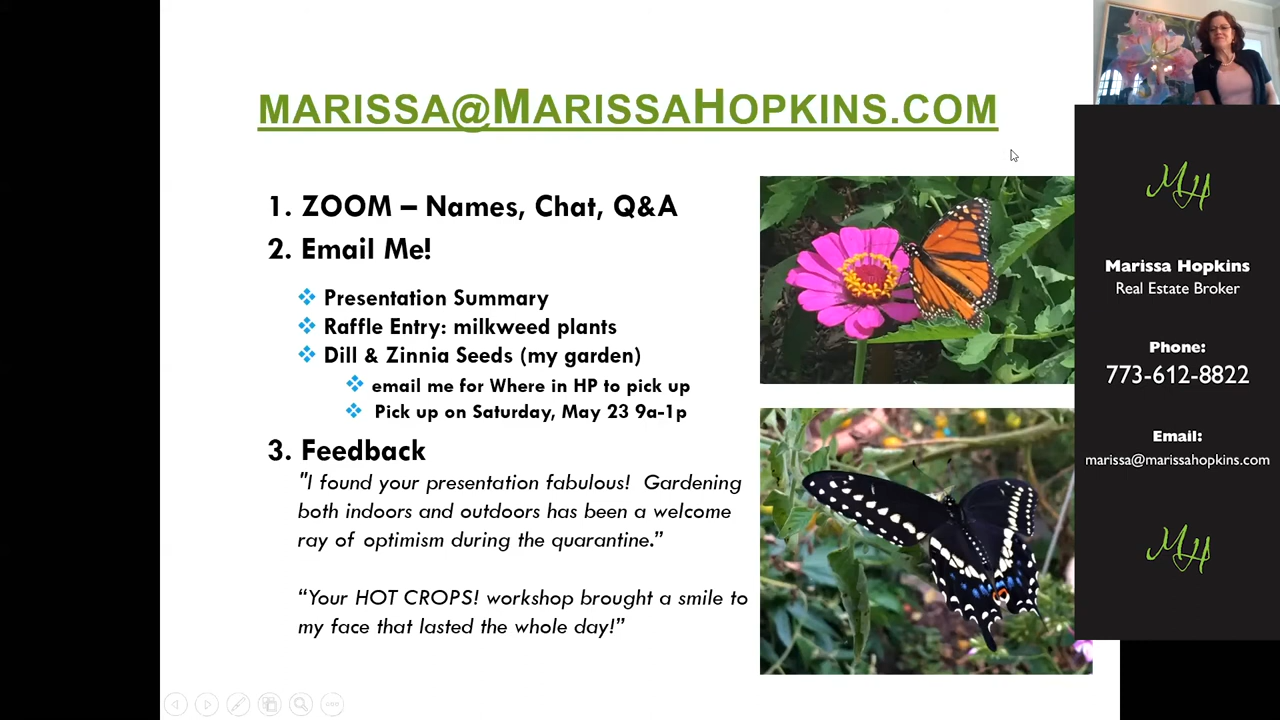 MARISSA@MARISSAHOPKINS.COM
1. ZOOM – Names, Chat, Q&A
2. Email Me!
Presentation Summary
Raffle Entry: milkweed plants
Dill & Zinnia Seeds (my garden)
email me for Where in HP to pick up
Pick up on Saturday, May 23 9a-1p
3. Feedback
"I found your presentation fabulous! Gardening
both indoors and outdoors has been a welcome
ray of optimism during the quarantine.”
“Your HOT CROPS! workshop brought a smile to
my face that lasted the whole day!”
MH
Marissa Hopkins
Real Estate Broker
Phone:
773-612-8822
Email:
marissa@marissahopkins.com
MH